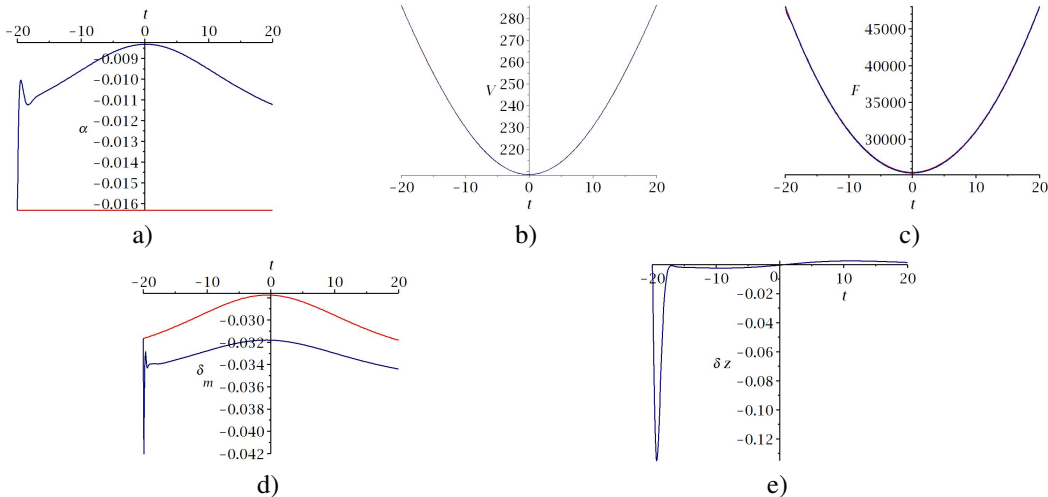 t
-20 -10 0 10 20
-0.009
-0.010
-0.011
α
-0.012
-0.013
-0.014
-0.015
-0.016
a)
280
270
260
V
250
240
230
220
-20 -10 0 10 20
t
b)
45000
40000
F
35000
30000
-20 -10 0 10 20
t
c)
t
-20 -10 0 10 20
-0.030
-0.032
-0.034
δm
-0.036
-0.038
-0.040
-0.042
d)
-20 -10 0 10 20
t
-0.02
-0.04
-0.06
δ z
-0.08
-0.10
-0.12
e)